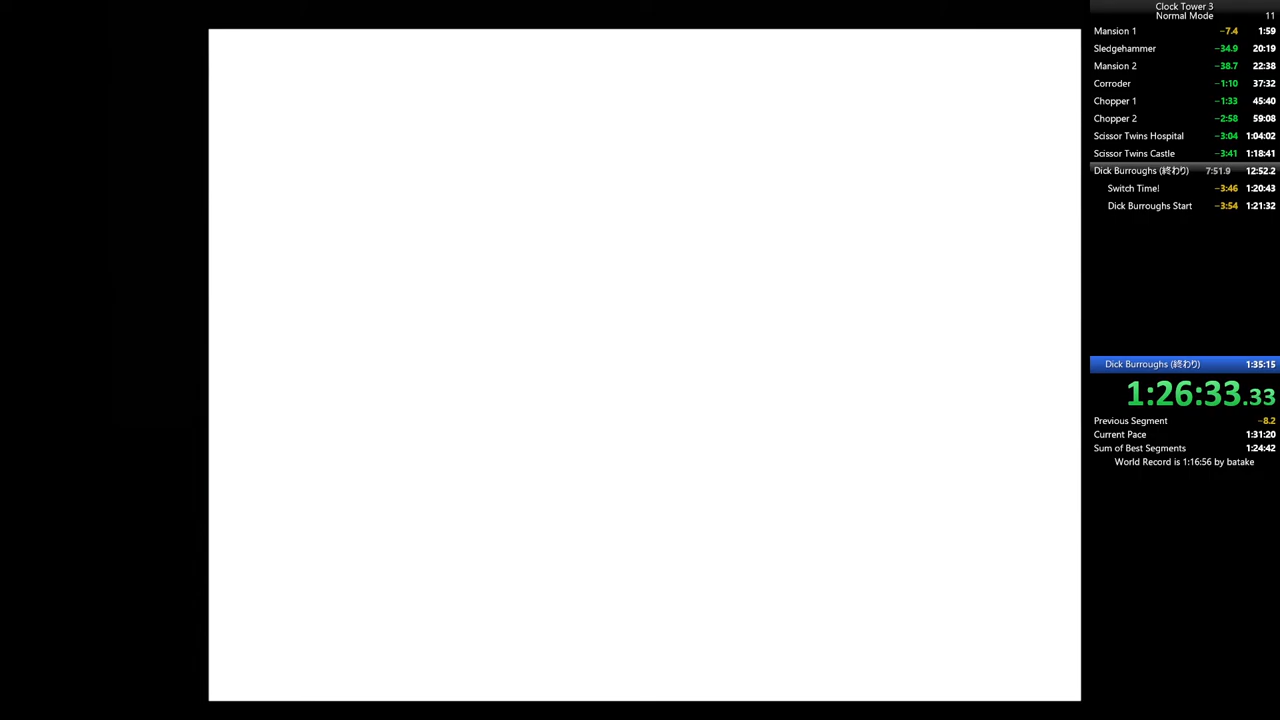 Clock Tower 3
Normal Mode 11
Mansion 1 −7.4 1:59
Sledgehammer −34.9 20:19
Mansion 2 −38.7 22:38
Corroder −1:10 37:32
Chopper 1 −1:33 45:40
Chopper 2 −2:58 59:08
Scissor Twins Hospital −3:04 1:04:02
Scissor Twins Castle −3:41 1:18:41
Dick Burroughs (終わり) 7:51.9 12:52.2
Switch Time! −3:46 1:20:43
Dick Burroughs Start −3:54 1:21:32
Dick Burroughs (終わり) 1:35:15
1:26:33.33
Previous Segment −8.2
Current Pace 1:31:20
Sum of Best Segments 1:24:42
World Record is 1:16:56 by batake